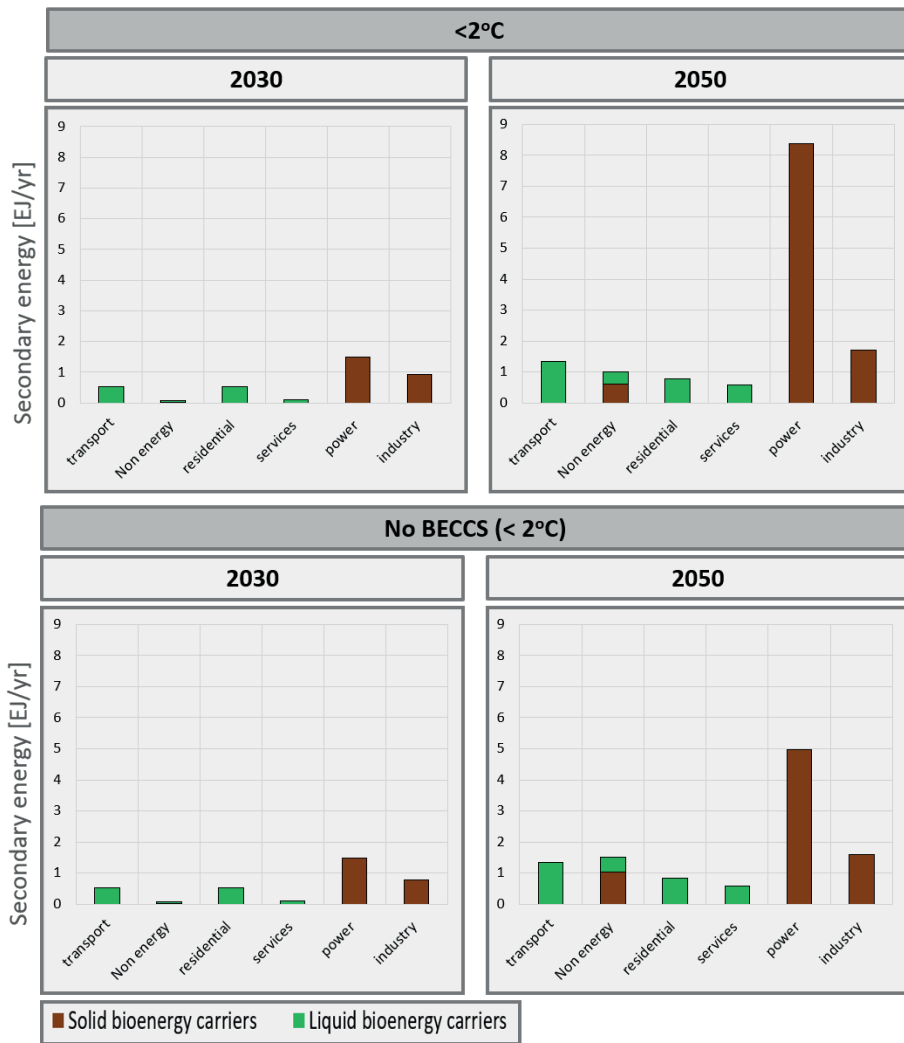 <2°C
2030
2050
Secondary energy [EJ/yr]
9
8
7
6
5
4
3
2
1
0
transport
Non energy
residential
services
power
industry
9
8
7
6
5
4
3
2
1
0
transport
Non energy
residential
services
power
industry
No BECCS (< 2°C)
2030
2050
Secondary energy [EJ/yr]
9
8
7
6
5
4
3
2
1
0
transport
Non energy
residential
services
power
industry
9
8
7
6
5
4
3
2
1
0
transport
Non energy
residential
services
power
industry
Solid bioenergy carriers
Liquid bioenergy carriers